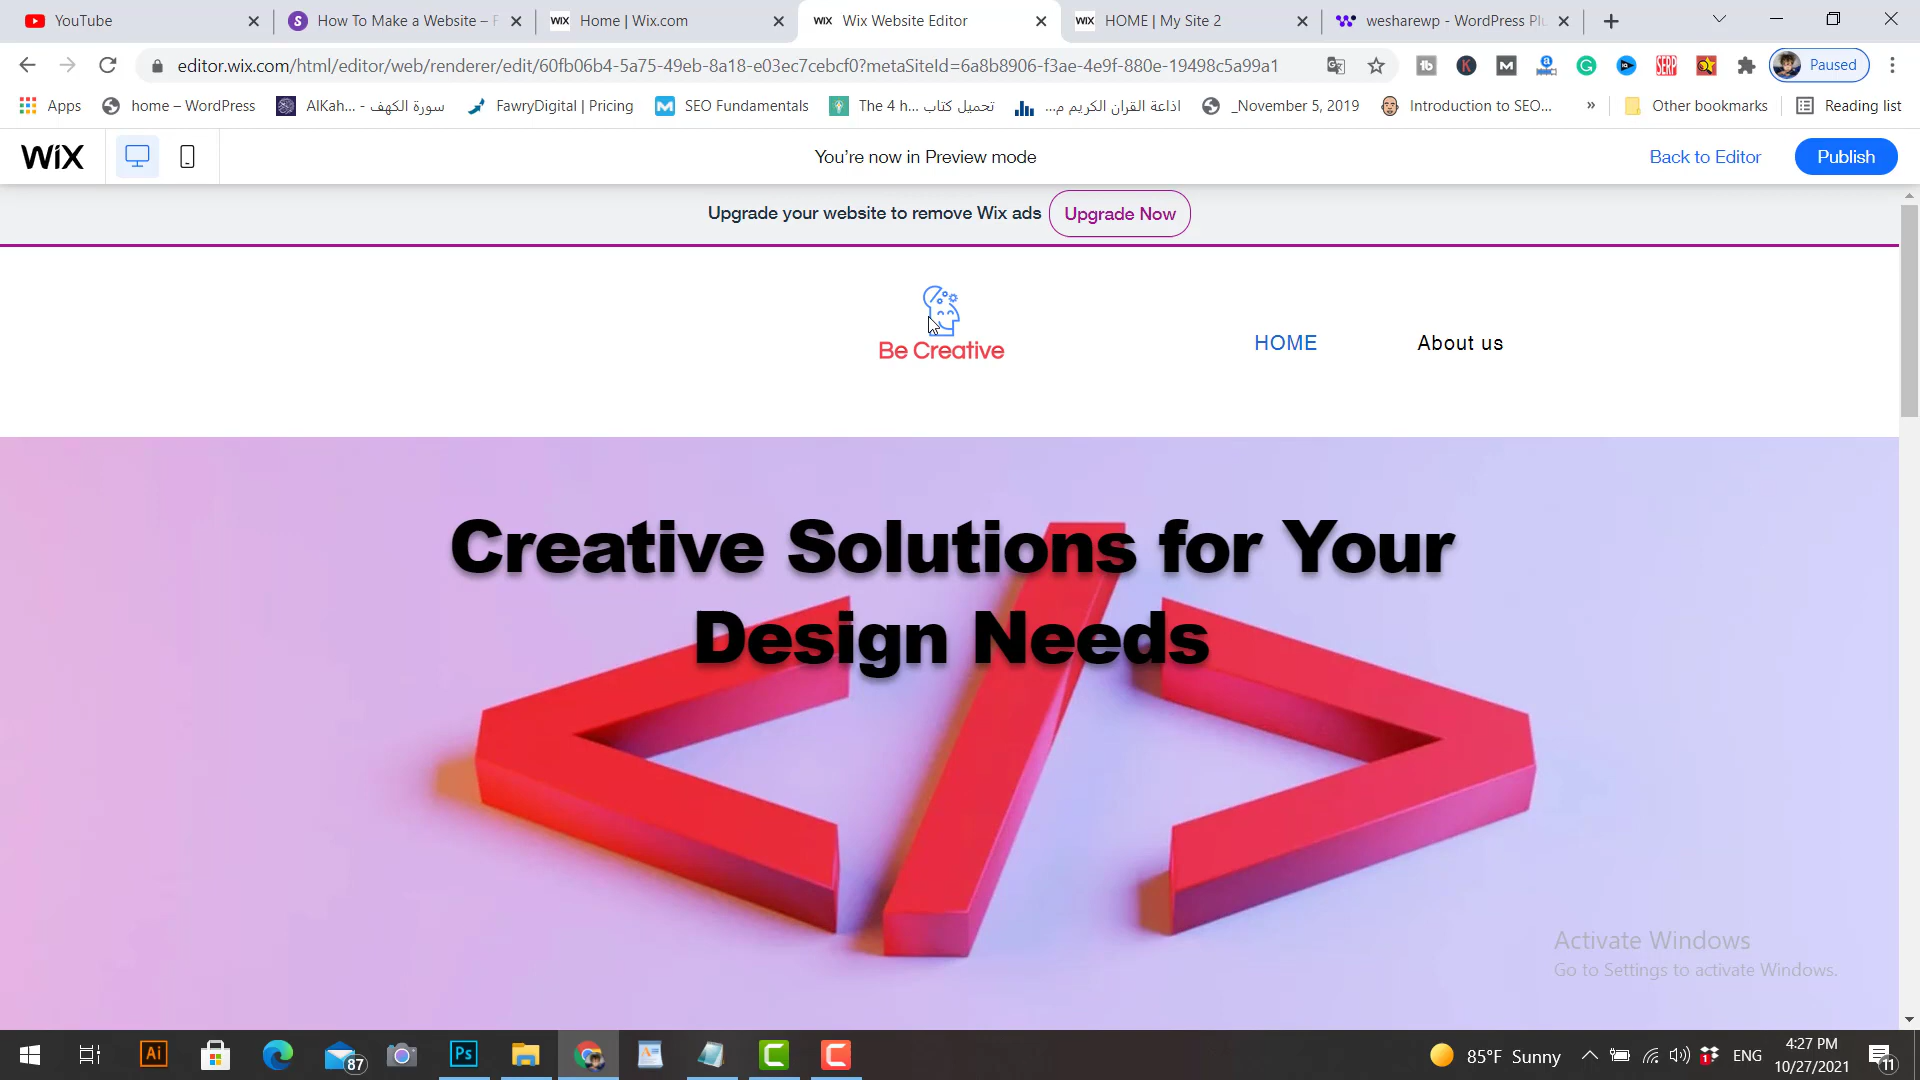 YouTube
How To Make a Website –
Home | Wix.com
Wix Website Editor
HOME | My Site 2
wesharewp - WordPress Plu
editor.wix.com/html/editor/web/renderer/edit/60fb06b4-5a75-49eb-8a18-e03ec7cebcf0?metaSiteId=6a8b8906-f3ae-4e9f-880e-19498c5a99a1
Paused
Apps
home – WordPress
AlKah... - سورة الكهف
FawryDigital | Pricing
SEO Fundamentals
The 4 h... تحميل كتاب
اذاعة القران الكريم م...
_November 5, 2019
Introduction to SEO...
»
Other bookmarks
Reading list
WiX
You're now in Preview mode
Back to Editor
Publish
Upgrade your website to remove Wix ads
Upgrade Now
Be Creative
HOME
About us
Creative Solutions for Your
Design Needs
Activate Windows
Go to Settings to activate Windows.
Ai
87
Ps
85°F Sunny
ENG
4:27 PM
10/27/2021
11